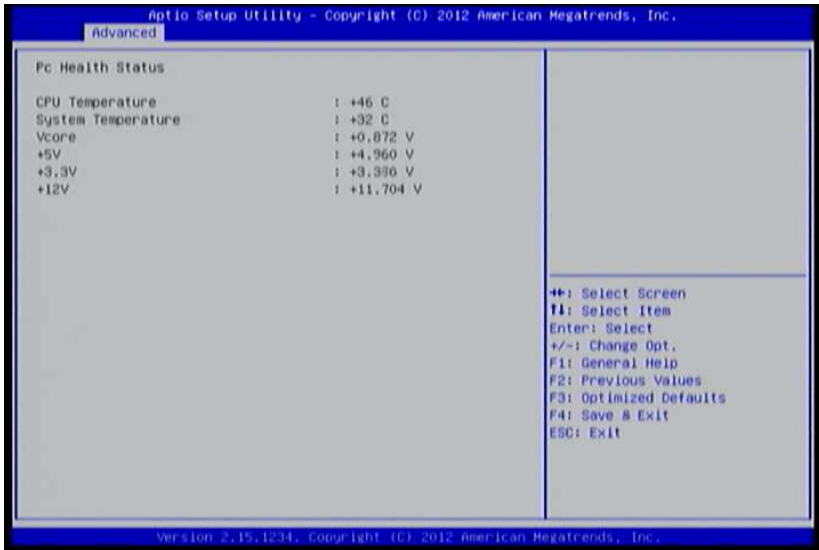 Aptio Setup Utility - Copyright (C) 2012 American Megatrends, Inc.
Advanced
Pc Health Status
CPU Temperature : +46 C
System Temperature : +32 C
Vcore : +0.872 V
+5V : +4.960 V
+3.3V : V
+12V : +11.704 V
→←: Select Screen
↑↓: Select Item
Enter: Select
+/-: Change Opt.
F1: General Help
F2: Previous Values
F3: Optimized Defaults
F4: Save & Exit
ESC: Exit
Version 2.15.1234. Copyright (C) 2012 American Megatrends, Inc.